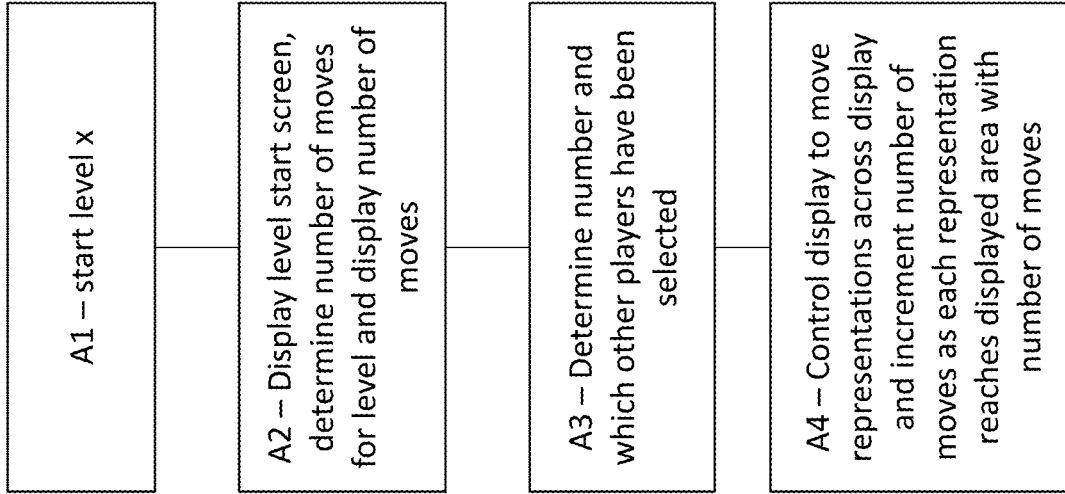 A1 – start level x
A2 – Display level start screen,
determine number of moves
for level and display number of
moves
A3 – Determine number and
which other players have been
selected
A4 – Control display to move
representations across display
and increment number of
moves as each representation
reaches displayed area with
number of moves